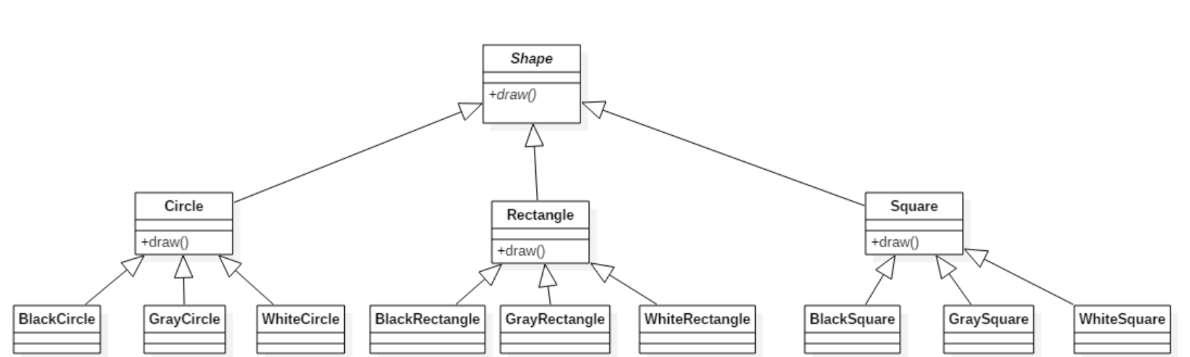 Shape
+draw()
Circle
+draw()
Rectangle
+draw()
Square
+draw()
BlackCircle
GrayCircle
WhiteCircle
BlackRectangle
GrayRectangle
WhiteRectangle
BlackSquare
GraySquare
WhiteSquare